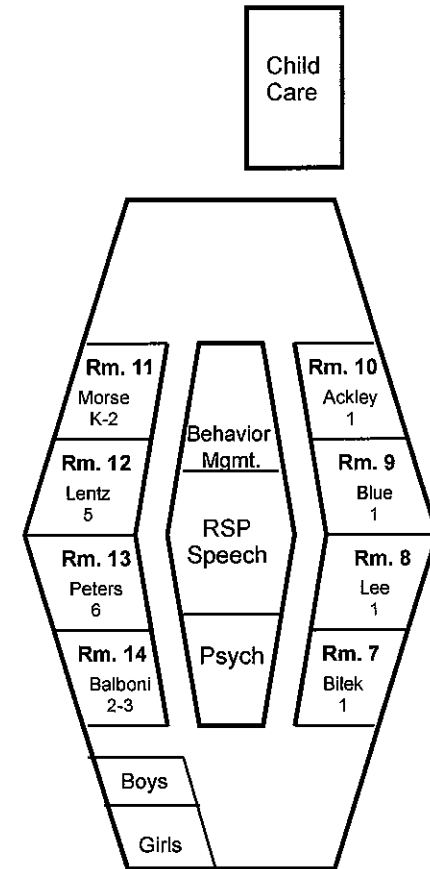 Child
Care
Rm. 11
Morse
K-2
Rm. 12
Lentz
5
Rm. 13
Peters
6
Rm. 14
Balboni
2-3
Behavior
Mgmt.
RSP
Speech
Psych
Rm. 10
Ackley
1
Rm. 9
Blue
1
Rm. 8
Lee
1
Rm. 7
Bitek
1
Boys
Girls